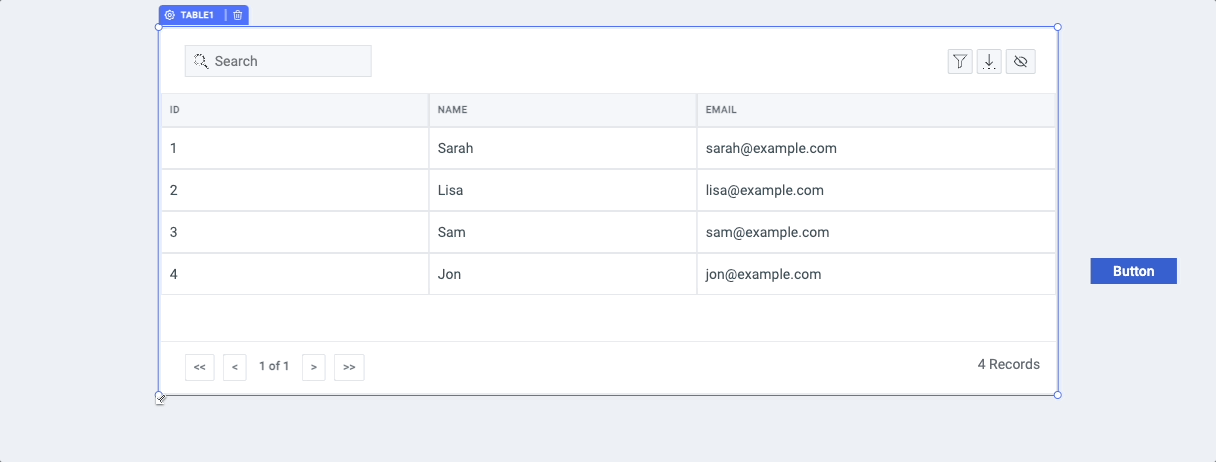 TABLE1
Search
ID NAME EMAIL
1 Sarah sarah@example.com
2 Lisa lisa@example.com
3 Sam sam@example.com
4 Jon jon@example.com
Button
<< < 1 of 1 > >> 4 Records